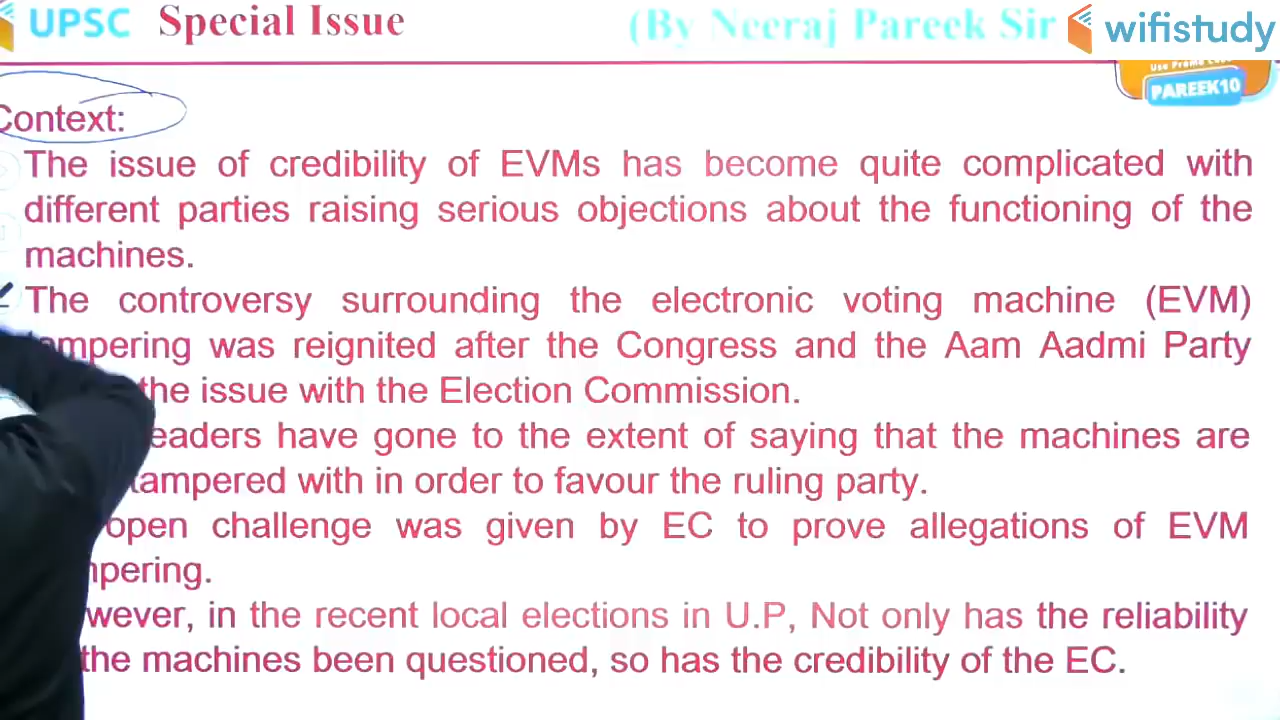 UPSC Special Issue (By Neeraj Pareek Sir wifistudy
PAREEK10
Context:
The issue of credibility of EVMs has become quite complicated with
different parties raising serious objections about the functioning of the
machines.
The controversy surrounding the electronic voting machine (EVM)
ampering was reignited after the Congress and the Aam Aadmi Party
the issue with the Election Commission.
eaders have gone to the extent of saying that the machines are
tampered with in order to favour the ruling party.
open challenge was given by EC to prove allegations of EVM
pering.
wever, in the recent local elections in U.P, Not only has the reliability
the machines been questioned, so has the credibility of the EC.